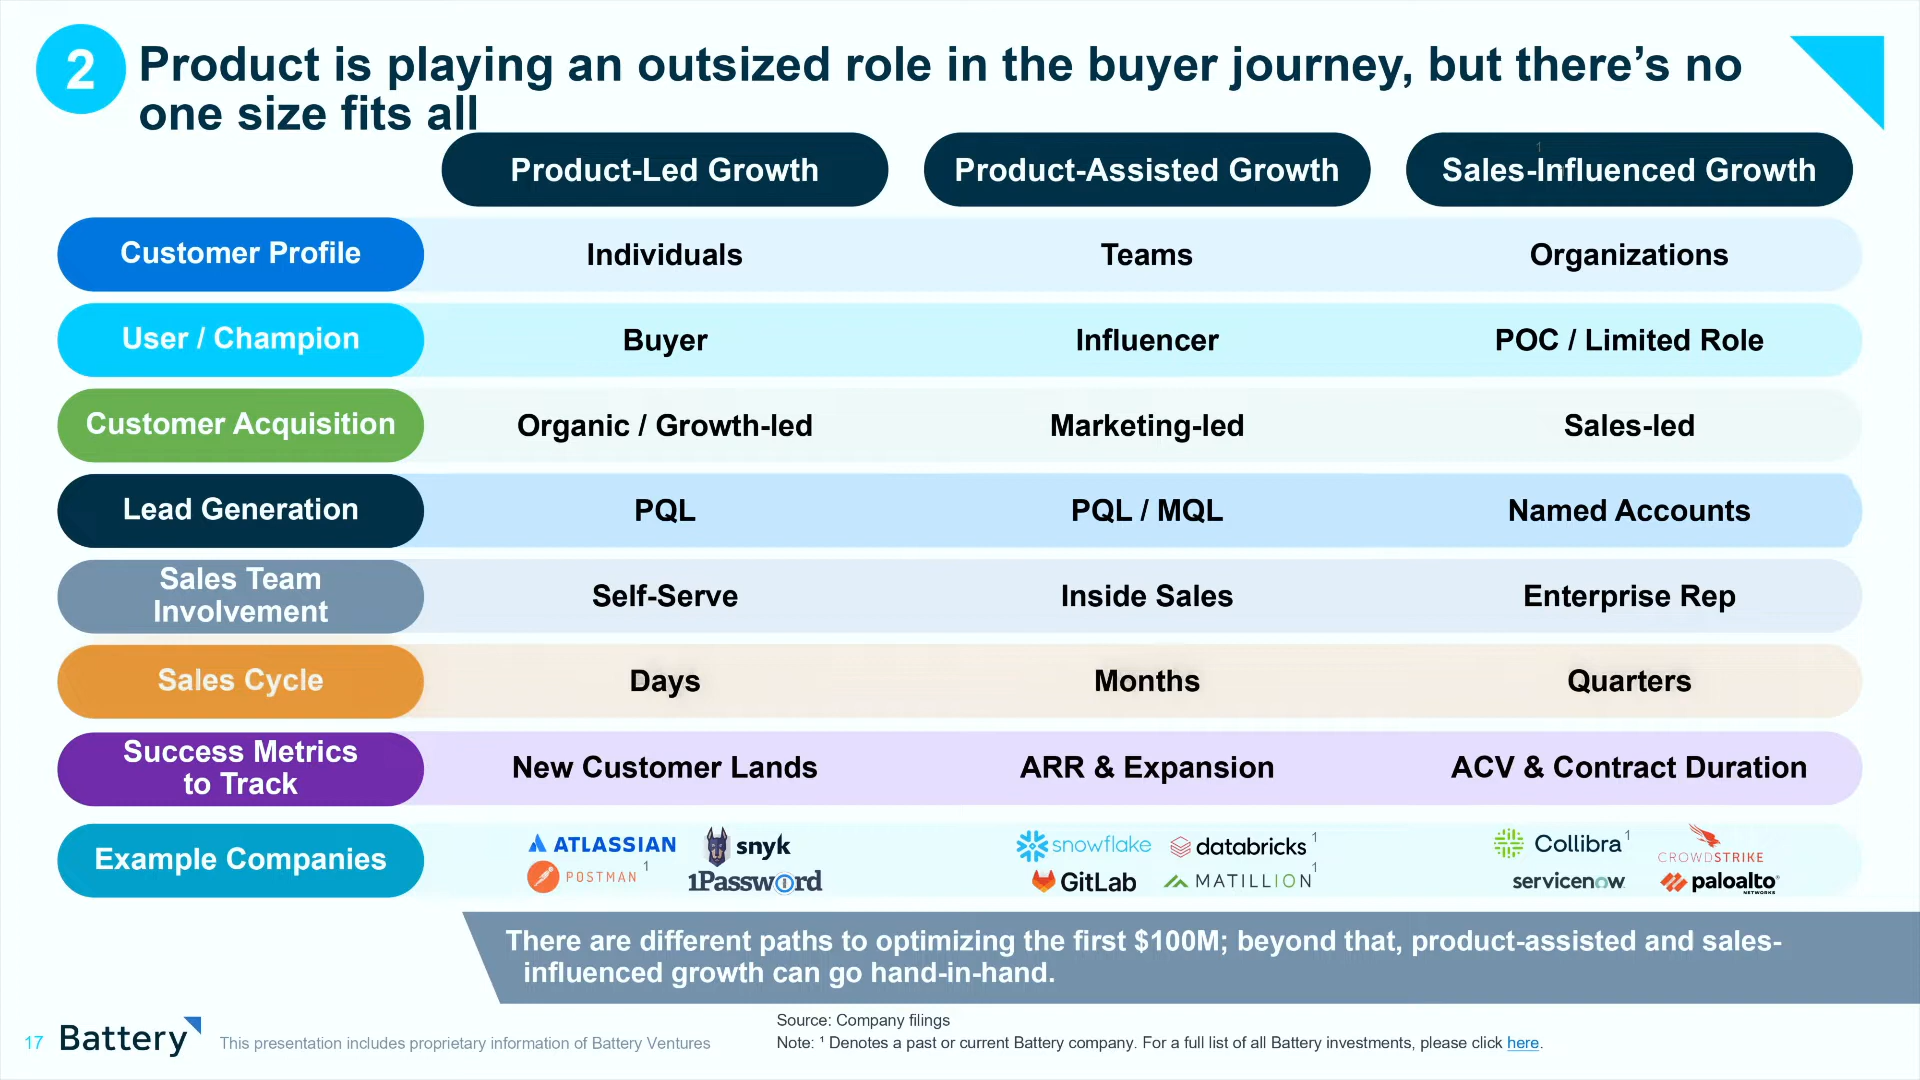 2
Product is playing an outsized role in the buyer journey, but there’s no
one size fits all
Product-Led Growth
Product-Assisted Growth
1
Sales-Influenced Growth
Customer Profile
Individuals
Teams
Organizations
User / Champion
Buyer
Influencer
POC / Limited Role
Customer Acquisition
Organic / Growth-led
Marketing-led
Sales-led
Lead Generation
PQL
PQL / MQL
Named Accounts
Sales Team
Involvement
Self-Serve
Inside Sales
Enterprise Rep
Sales Cycle
Days
Months
Quarters
Success Metrics
to Track
New Customer Lands
ARR & Expansion
ACV & Contract Duration
Example Companies
ATLASSIAN
snyk
POSTMAN 1
1Password
snowflake
databricks 1
GitLab
MATILLION 1
Collibra 1
CROWDSTRIKE
servicenow
paloalto
NETWORKS
There are different paths to optimizing the first $100M; beyond that, product-assisted and sales-
influenced growth can go hand-in-hand.
17
Battery
This presentation includes proprietary information of Battery Ventures
Source: Company filings
Note: ¹ Denotes a past or current Battery company. For a full list of all Battery investments, please click here.